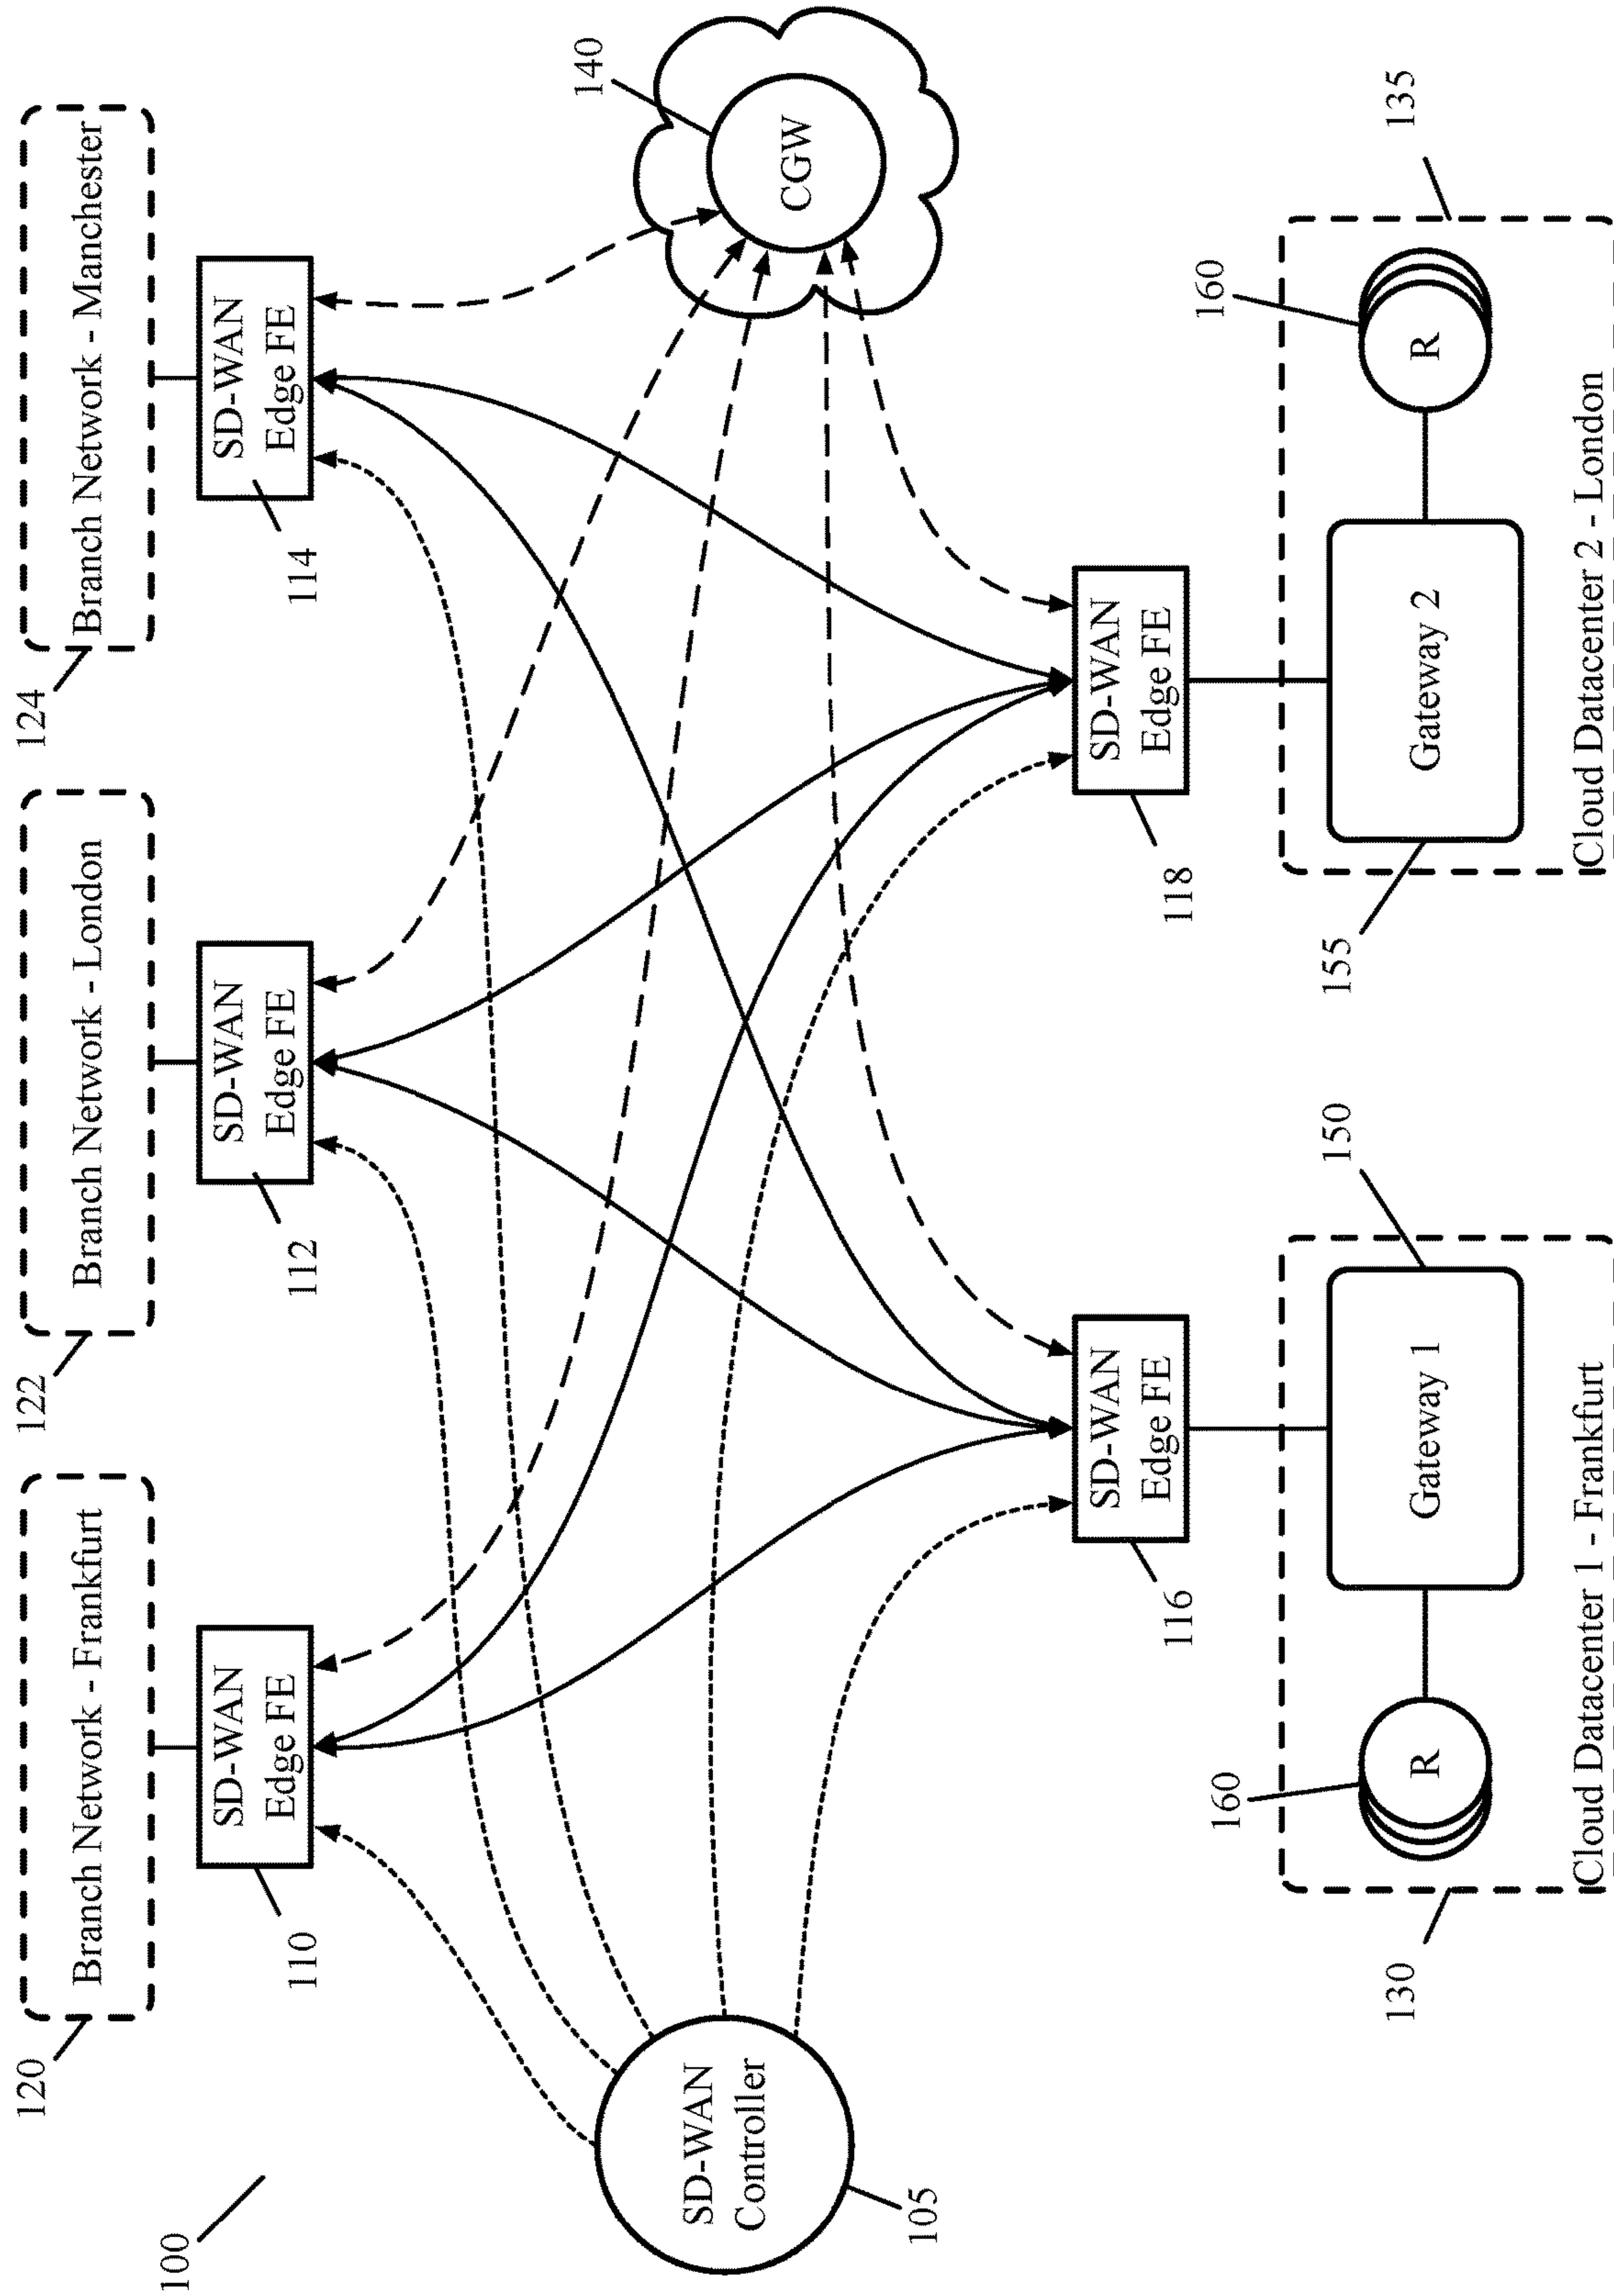 100
120
Branch Network - Frankfurt
122
Branch Network - London
124
Branch Network - Manchester
SD-WAN
Edge FE
110
SD-WAN
Edge FE
112
SD-WAN
Edge FE
114
SD-WAN
Controller
105
140
CGW
SD-WAN
Edge FE
116
SD-WAN
Edge FE
118
130
160
R
Gateway 1
150
Cloud Datacenter 1 - Frankfurt
155
Gateway 2
160
R
135
Cloud Datacenter 2 - London